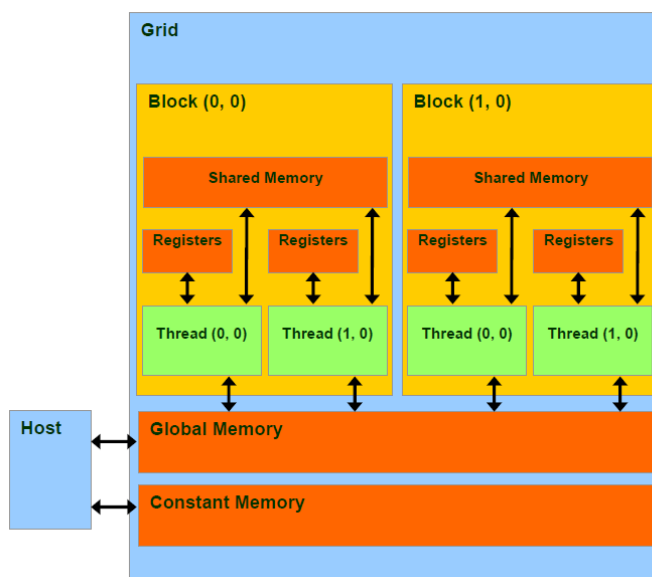 Grid
Block (0, 0)
Block (1, 0)
Shared Memory
Shared Memory
Registers
Registers
Registers
Registers
Thread (0, 0)
Thread (1, 0)
Thread (0, 0)
Thread (1, 0)
Host
Global Memory
Constant Memory